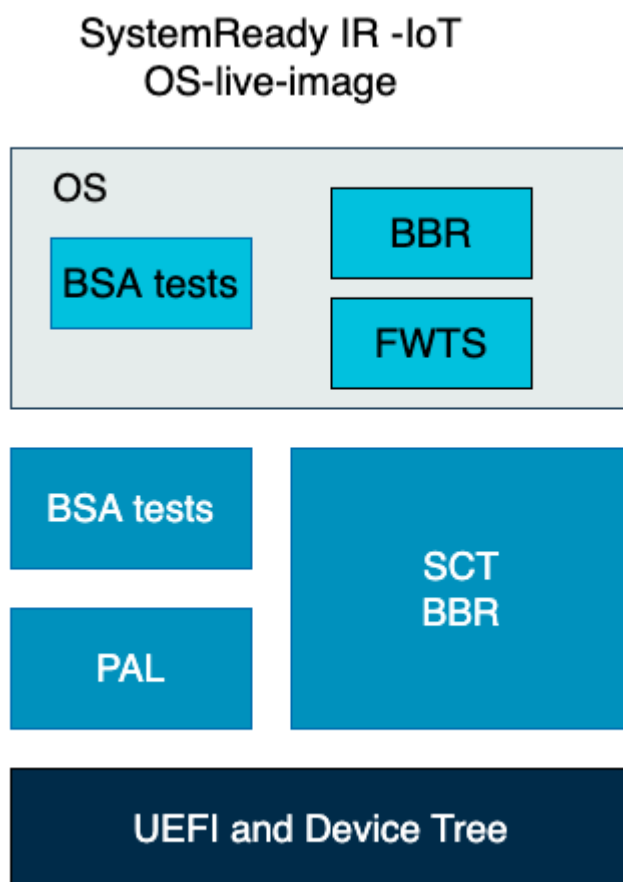 SystemReady IR -IoT
OS-live-image
OS
BSA tests
BBR
FWTS
BSA tests
PAL
SCT
BBR
UEFI and Device Tree